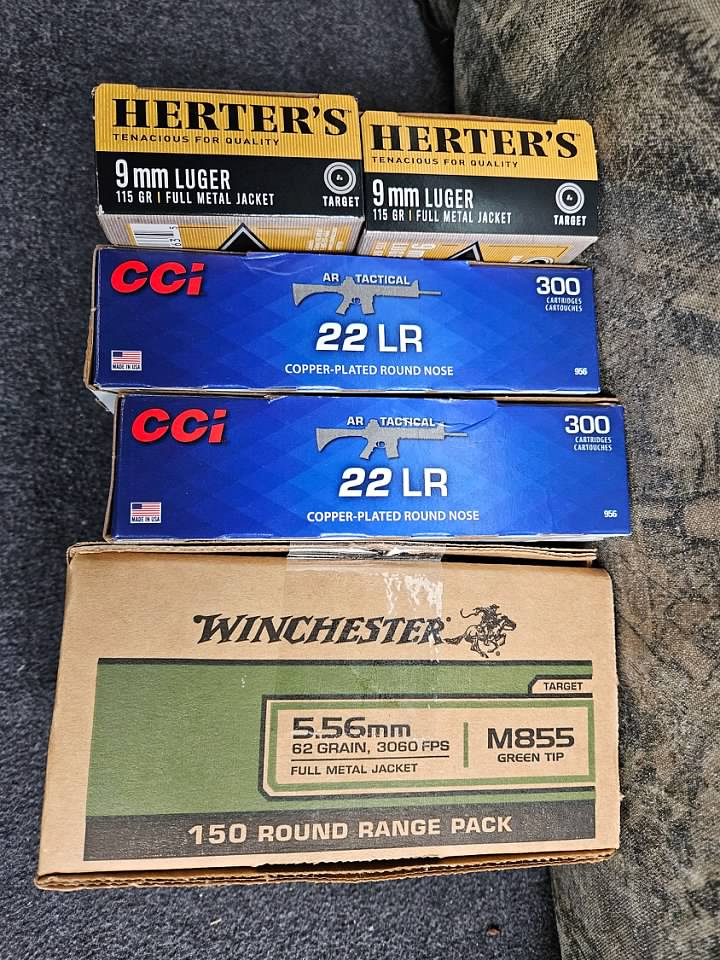 HERTER'S
TENACIOUS FOR QUALITY
9mm LUGER
115 GR | FULL METAL JACKET
TARGET
HERTER'S
TENACIOUS FOR QUALITY
9mm LUGER
115 GR | FULL METAL JACKET
TARGET
CCI
AR TACTICAL
300
CARTRIDGES
CARTOUCHES
22 LR
COPPER-PLATED ROUND NOSE
MADE IN USA
956
CCI
AR TACTICAL
300
CARTRIDGES
CARTOUCHES
22 LR
COPPER-PLATED ROUND NOSE
MADE IN USA
956
WINCHESTER
TARGET
5.56mm
62 GRAIN, 3060 FPS
FULL METAL JACKET
M855
GREEN TIP
150 ROUND RANGE PACK